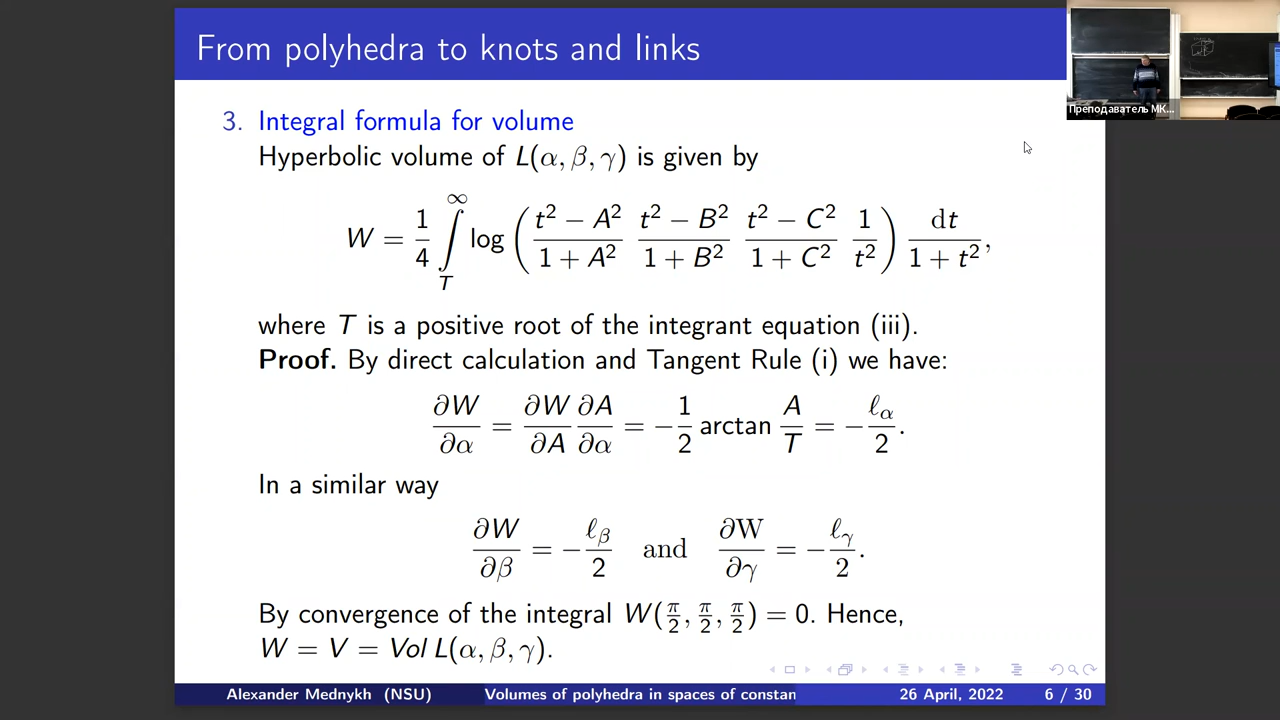 From polyhedra to knots and links
Преподаватель МК...
3. Integral formula for volume
Hyperbolic volume of L(α, β, γ) is given by
W = 1/4 ∫_T^∞ log ( (t² − A²)/(1 + A²) (t² − B²)/(1 + B²) (t² − C²)/(1 + C²) 1/t² ) dt/(1 + t²),
where T is a positive root of the integrant equation (iii).
Proof. By direct calculation and Tangent Rule (i) we have:
∂W/∂α = ∂W/∂A ∂A/∂α = − 1/2 arctan A/T = − ℓ_α/2.
In a similar way
∂W/∂β = − ℓ_β/2 and ∂W/∂γ = − ℓ_γ/2.
By convergence of the integral W(π/2, π/2, π/2) = 0. Hence,
W = V = Vol L(α, β, γ).
Alexander Mednykh (NSU) Volumes of polyhedra in spaces of constan 26 April, 2022 6 / 30